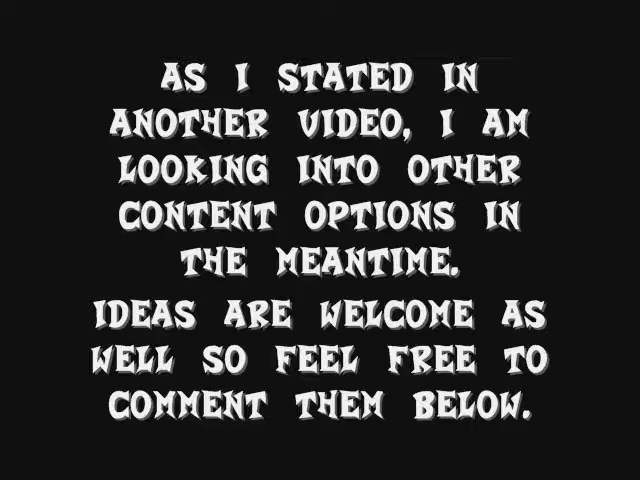 AS I STATED IN
ANOTHER VIDEO, I AM
LOOKING INTO OTHER
CONTENT OPTIONS IN
THE MEANTIME.
IDEAS ARE WELCOME AS
WELL SO FEEL FREE TO
COMMENT THEM BELOW.